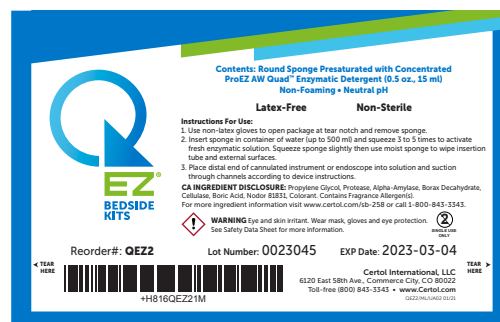 Contents: Round Sponge Presaturated with Concentrated
ProEZ AW Quad™ Enzymatic Detergent (0.5 oz., 15 ml)
Non-Foaming • Neutral pH
Latex-Free Non-Sterile
Instructions For Use:
1. Use non-latex gloves to open package at tear notch and remove sponge.
2. Insert sponge in container of water (up to 500 ml) and squeeze 3 to 5 times to activate
fresh enzymatic solution. Squeeze sponge slightly then use moist sponge to wipe insertion
tube and external surfaces.
3. Place distal end of cannulated instrument or endoscope into solution and suction
through channels according to device instructions.
CA INGREDIENT DISCLOSURE: Propylene Glycol, Protease, Alpha-Amylase, Borax Decahydrate,
Cellulase, Boric Acid, Nodor 81831, Colorant. Contains Fragrance Allergen(s).
For more ingredient information visit www.certol.com/sb-258 or call 1-800-843-3343.
EZ®
BEDSIDE
KITS
WARNING Eye and skin irritant. Wear mask, gloves and eye protection.
See Safety Data Sheet for more information.
2
SINGLE USE
ONLY
Reorder#: QEZ2
Lot Number: 0023045 EXP Date: 2023-03-04
TEAR
HERE
TEAR
HERE
+H816QEZ21M
Certol International, LLC
6120 East 58th Ave., Commerce City, CO 80022
Toll-free (800) 843-3343 • www.Certol.com
QEZ2/ML/UA02 01/21